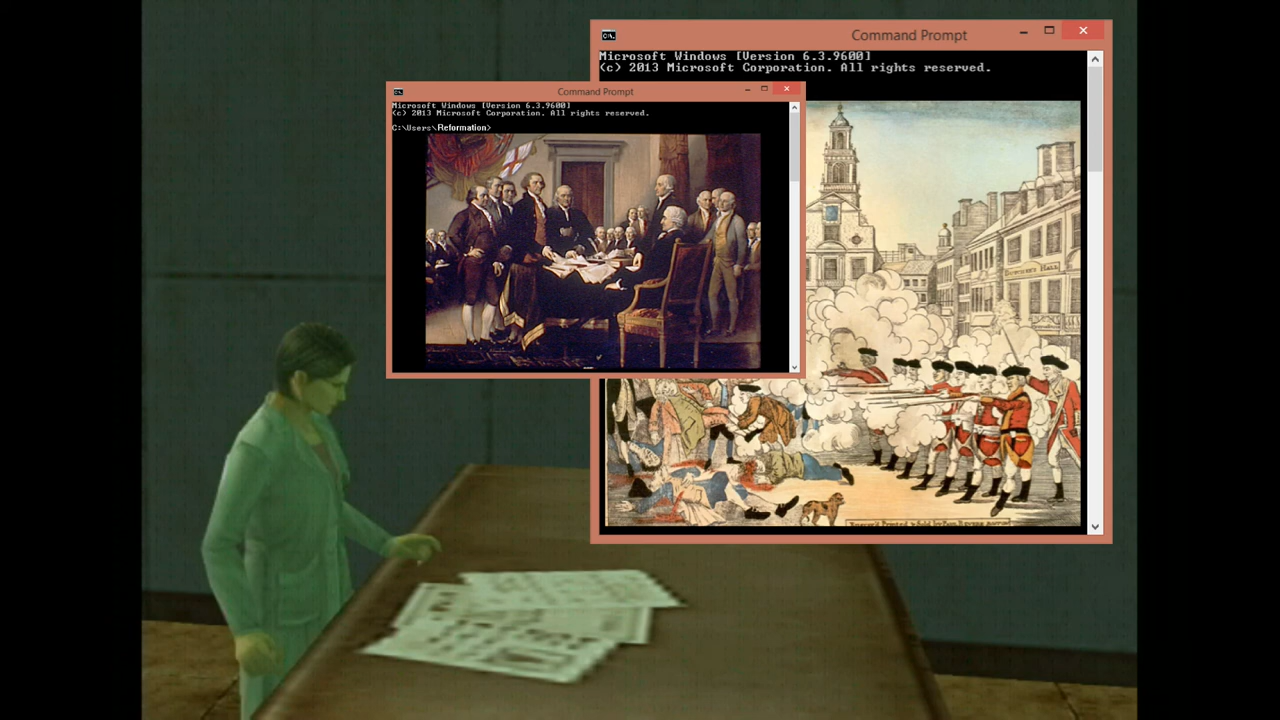 Command Prompt
Microsoft Windows [Version 6.3.9600]
(c) 2013 Microsoft Corporation. All rights reserved.
Command Prompt
Microsoft Windows [Version 6.3.9600]
(c) 2013 Microsoft Corporation. All rights reserved.
C:\Users\Reformation>